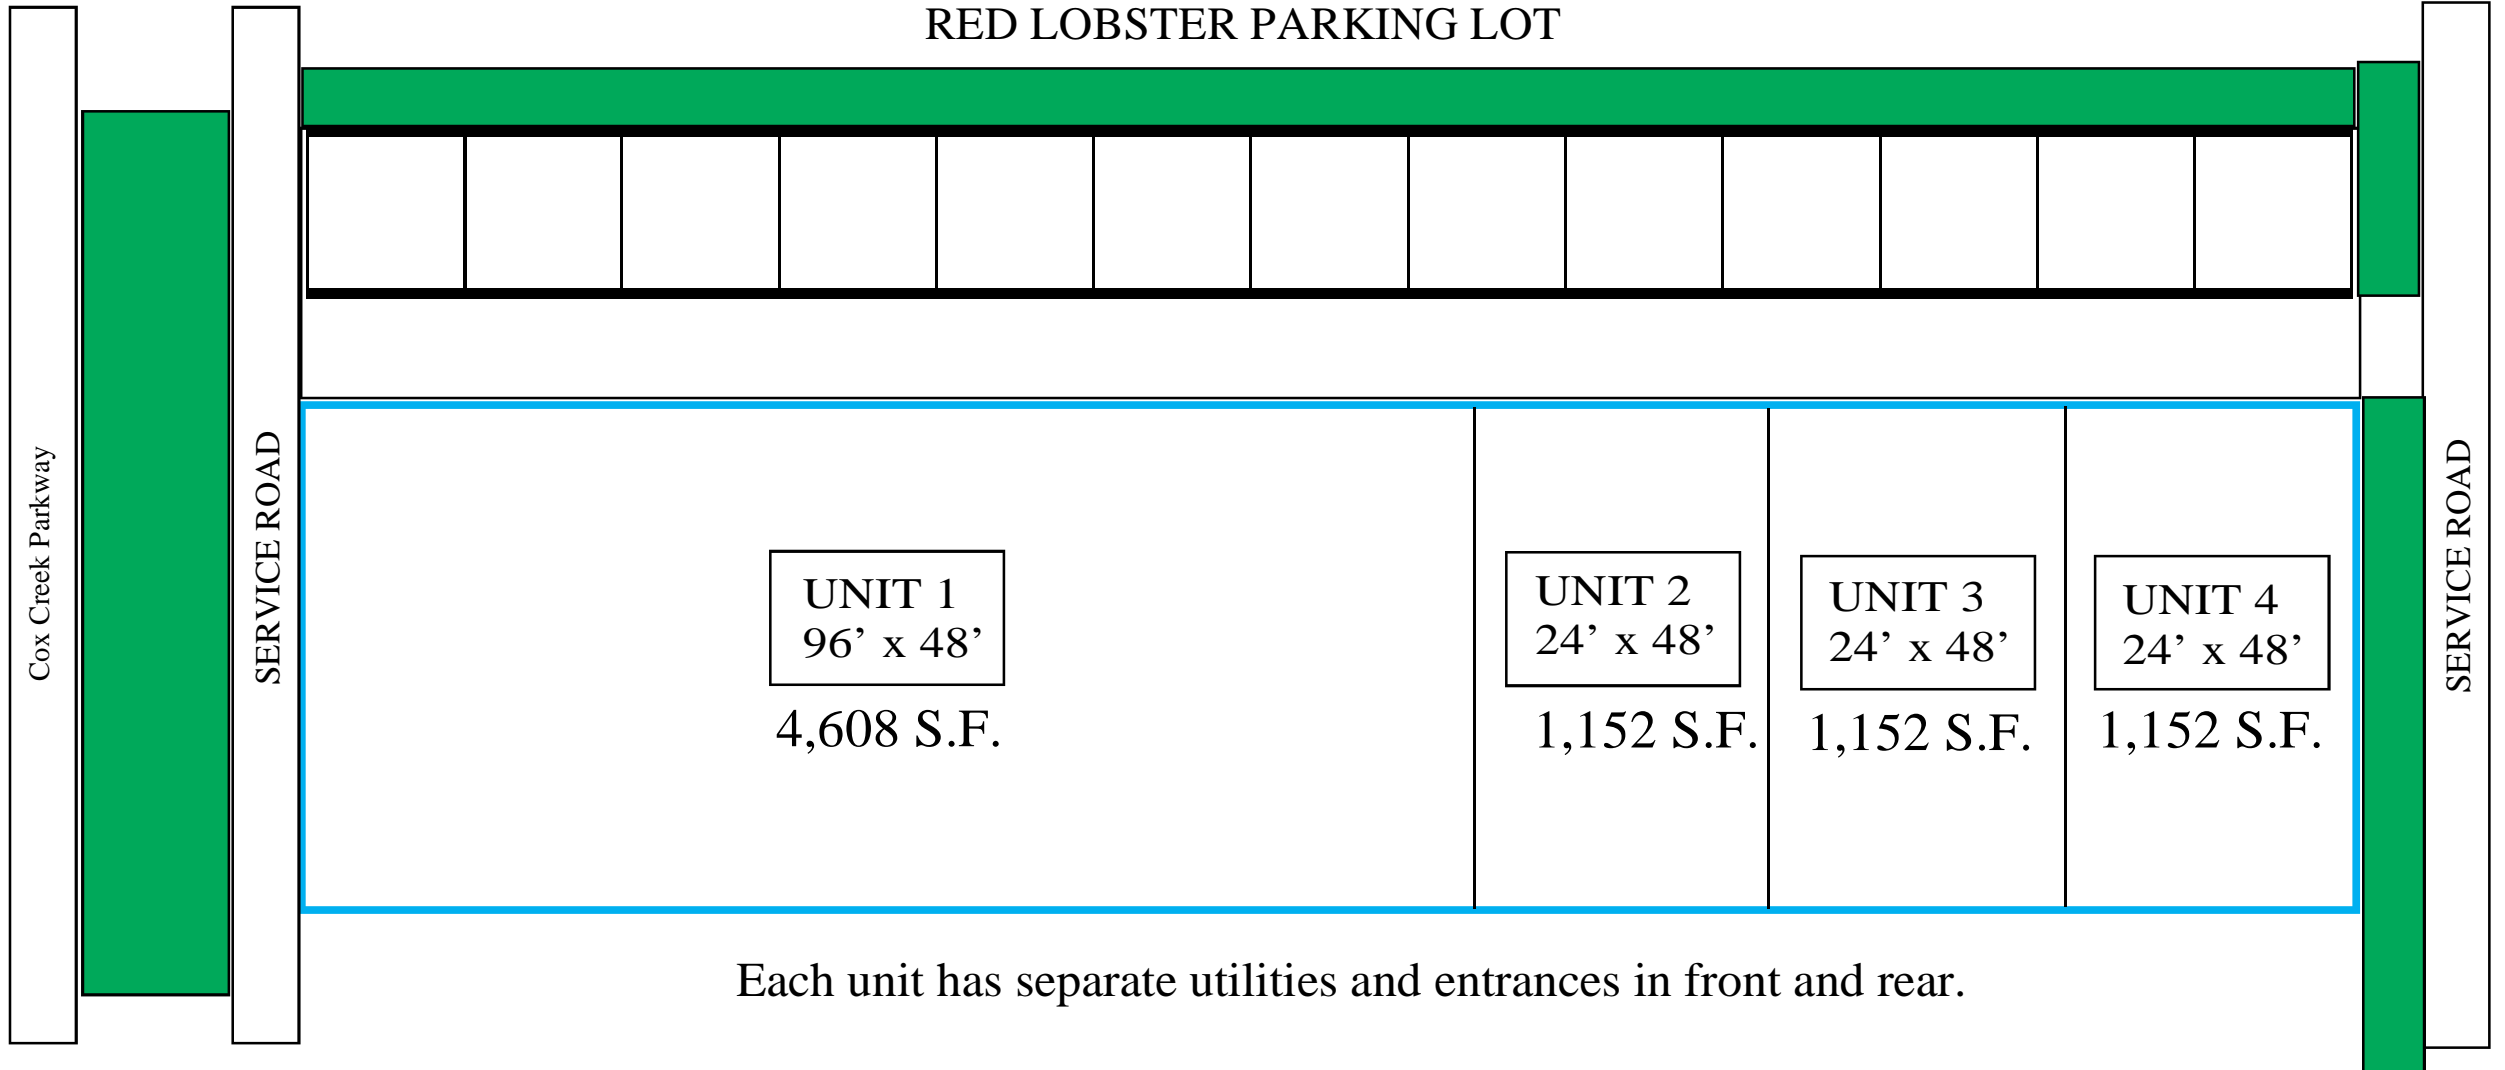 RED LOBSTER PARKING LOT
Cox Creek Parkway
SERVICE ROAD
UNIT 1
96’ x 48’
4,608 S.F.
UNIT 2
24’ x 48’
1,152 S.F.
UNIT 3
24’ x 48’
1,152 S.F.
UNIT 4
24’ x 48’
1,152 S.F.
SERVICE ROAD
Each unit has separate utilities and entrances in front and rear.